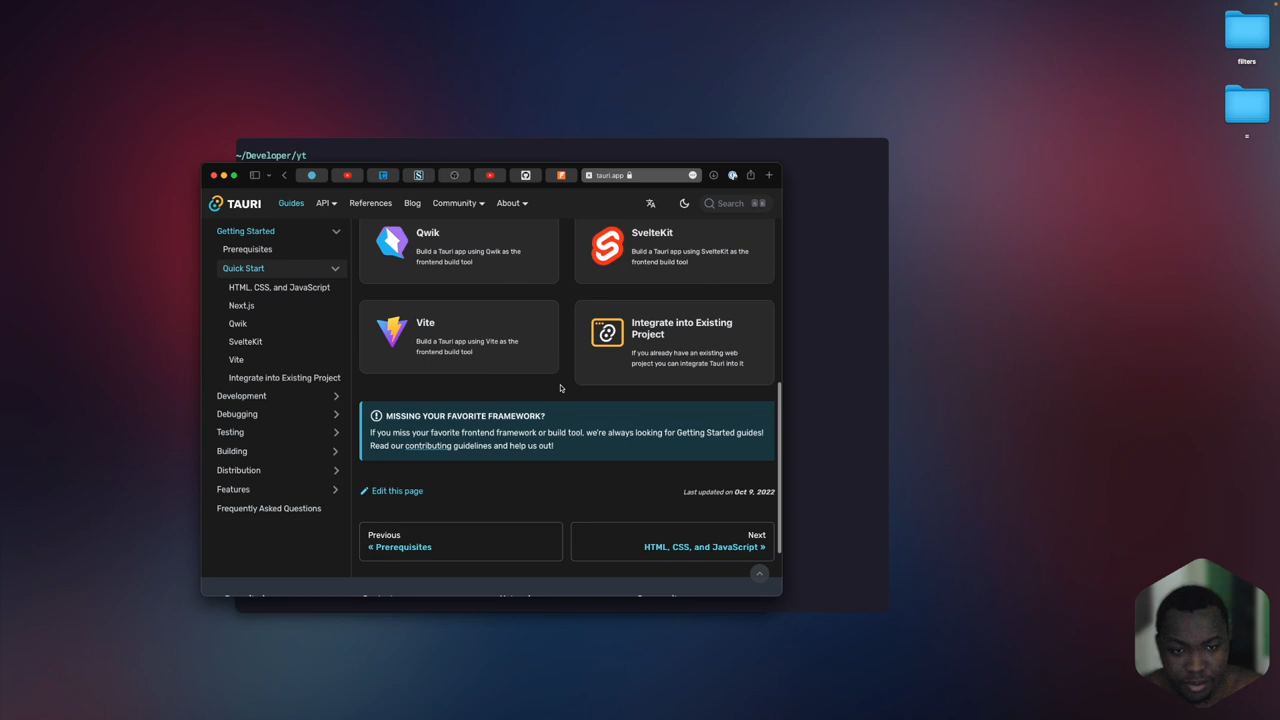 filters
=
~/Developer/yt
tauri.app
TAURI
Guides
API
References
Blog
Community
About
Search
Getting Started
Prerequisites
Quick Start
HTML, CSS, and JavaScript
Next.js
Qwik
SvelteKit
Vite
Integrate into Existing Project
Development
Debugging
Testing
Building
Distribution
Features
Frequently Asked Questions
Qwik
Build a Tauri app using Qwik as the
frontend build tool
SvelteKit
Build a Tauri app using SvelteKit as the
frontend build tool
Vite
Build a Tauri app using Vite as the
frontend build tool
Integrate into Existing
Project
If you already have an existing web
project you can integrate Tauri into it
MISSING YOUR FAVORITE FRAMEWORK?
If you miss your favorite frontend framework or build tool, we're always looking for Getting Started guides!
Read our contributing guidelines and help us out!
Edit this page
Last updated on Oct 9, 2022
Previous
« Prerequisites
Next
HTML, CSS, and JavaScript »